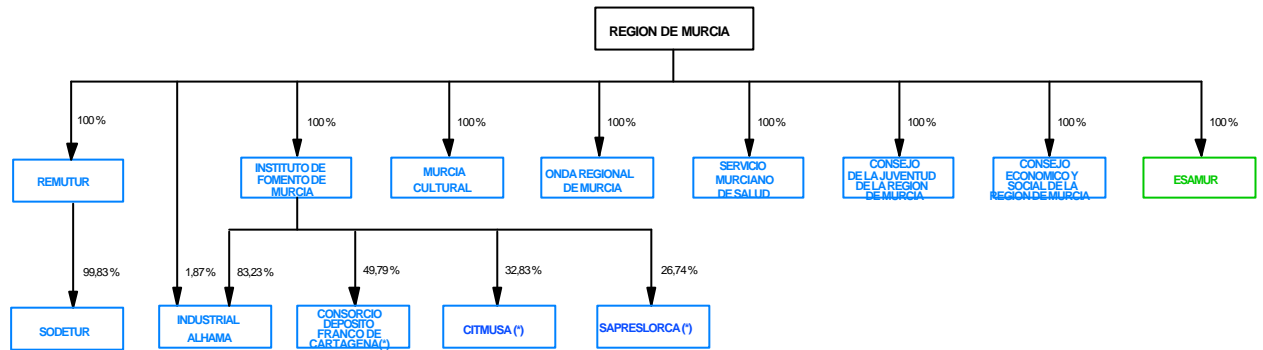 REGION DE MURCIA
100 %
100 %
100 %
100 %
100 %
100 %
100 %
100 %
REMUTUR
INSTITUTO DE
FOMENTO DE
MURCIA
MURCIA
CULTURAL
ONDA REGIONAL
DE MURCIA
SERVICIO
MURCIANO
DE SALUD
CONSEJO
DE LA JUVENTUD
DE LA REGION
DE MURCIA
CONSEJO
ECONOMICO Y
SOCIAL DE LA
REGION DE MURCIA
ESAMUR
99,83 %
1,87 %
83,23 %
49,79 %
32,83 %
26,74 %
SODETUR
INDUSTRIAL
ALHAMA
CONSORCIO
DEPOSITO
FRANCO DE
CARTAGENA(*)
CITMUSA (*)
SAPRESLORCA (*)